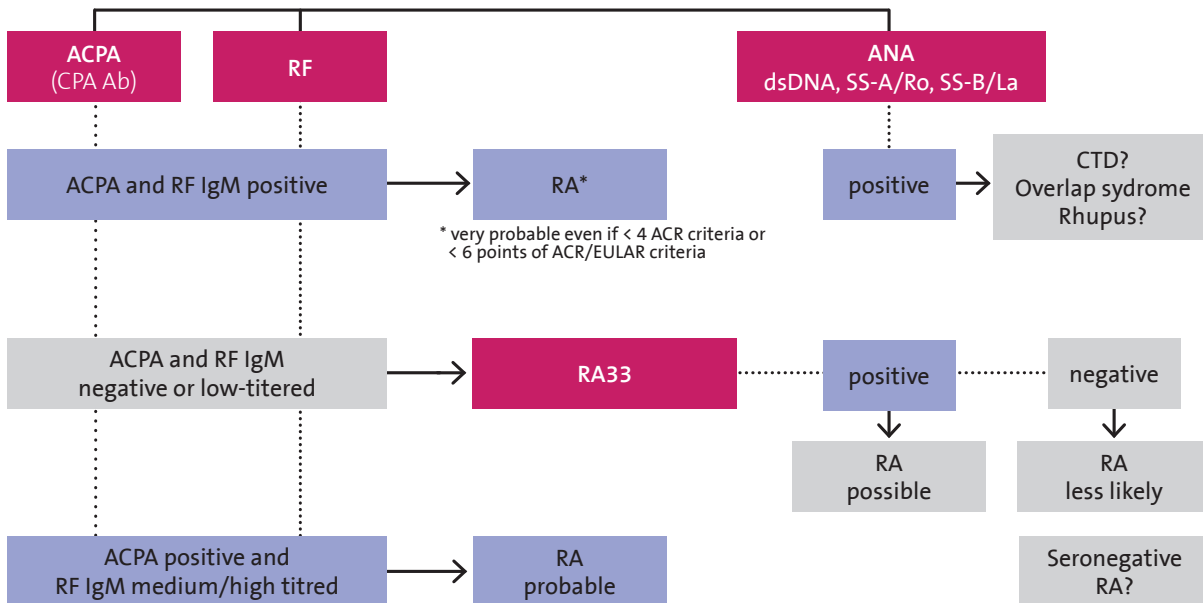 ACPA
(CPA Ab)
RF
ANA
dsDNA, SS-A/Ro, SS-B/La
ACPA and RF IgM positive
RA*
* very probable even if < 4 ACR criteria or
< 6 points of ACR/EULAR criteria
positive
CTD?
Overlap sydrome
Rhupus?
ACPA and RF IgM
negative or low-titered
RA33
positive
negative
RA
possible
RA
less likely
ACPA positive and
RF IgM medium/high titred
RA
probable
Seronegative
RA?